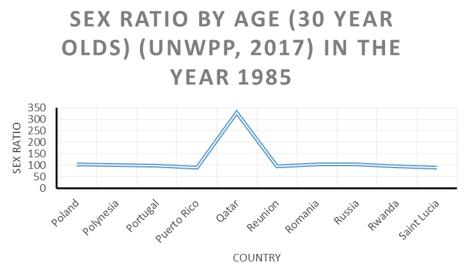 SEX RATIO BY AGE (30 YEAR
OLDS) (UNWPP, 2017) IN THE
YEAR 1985
350
300
250
200
150
100
50
0
SEX RATIO
Poland
Polynesia
Portugal
Puerto Rico
Qatar
Reunion
Romania
Russia
Rwanda
Saint Lucia
COUNTRY